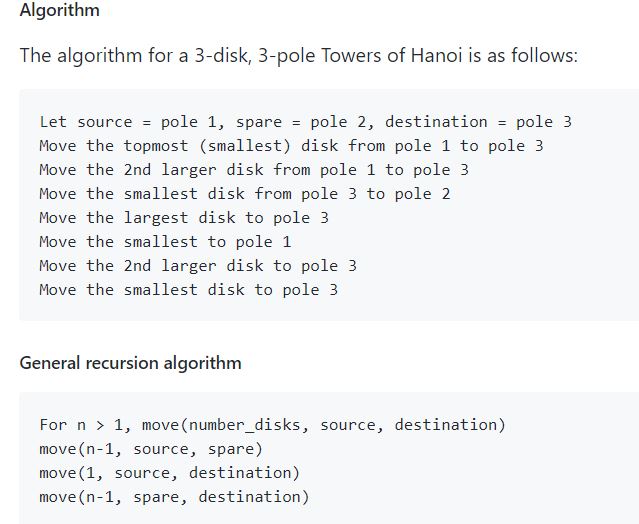 Algorithm
The algorithm for a 3-disk, 3-pole Towers of Hanoi is as follows:
Let source = pole 1, spare = pole 2, destination = pole 3
Move the topmost (smallest) disk from pole 1 to pole 3
Move the 2nd larger disk from pole 1 to pole 3
Move the smallest disk from pole 3 to pole 2
Move the largest disk to pole 3
Move the smallest to pole 1
Move the 2nd larger disk to pole 3
Move the smallest disk to pole 3
General recursion algorithm
For n > 1, move(number_disks, source, destination)
move(n-1, source, spare)
move(1, source, destination)
move(n-1, spare, destination)